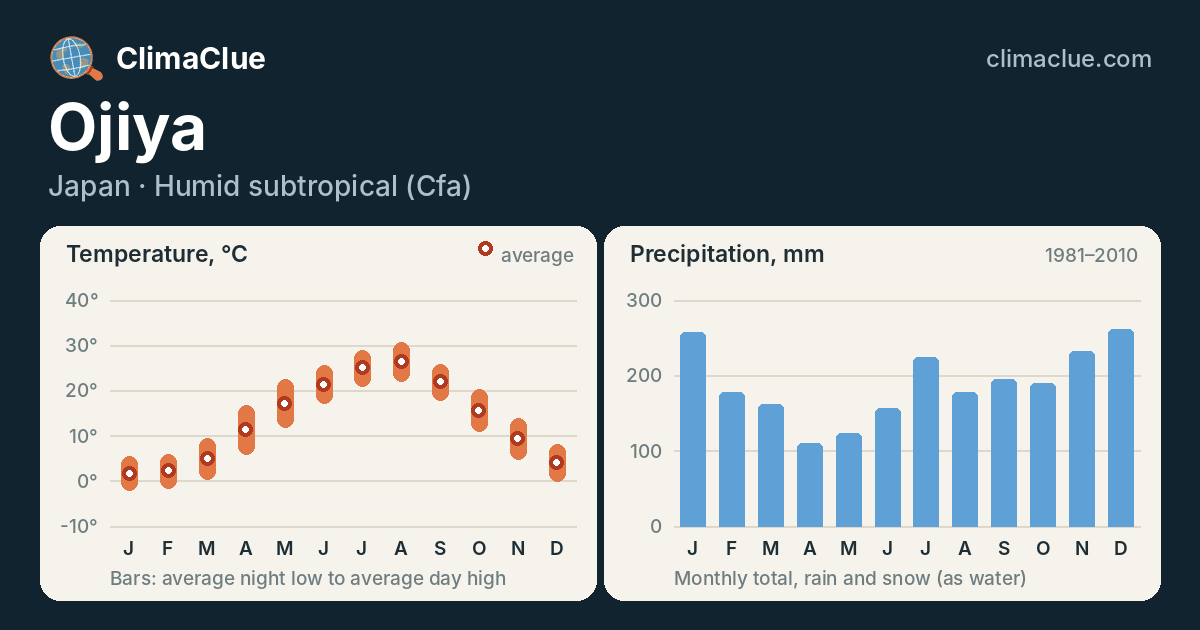 ClimaClue
climaclue.com
Ojiya
Japan · Humid subtropical (Cfa)
Temperature, °C
average
40°
30°
20°
10°
0°
-10°
J F M A M J J A S O N D
Bars: average night low to average day high
Precipitation, mm
1981–2010
300
200
100
0
J F M A M J J A S O N D
Monthly total, rain and snow (as water)